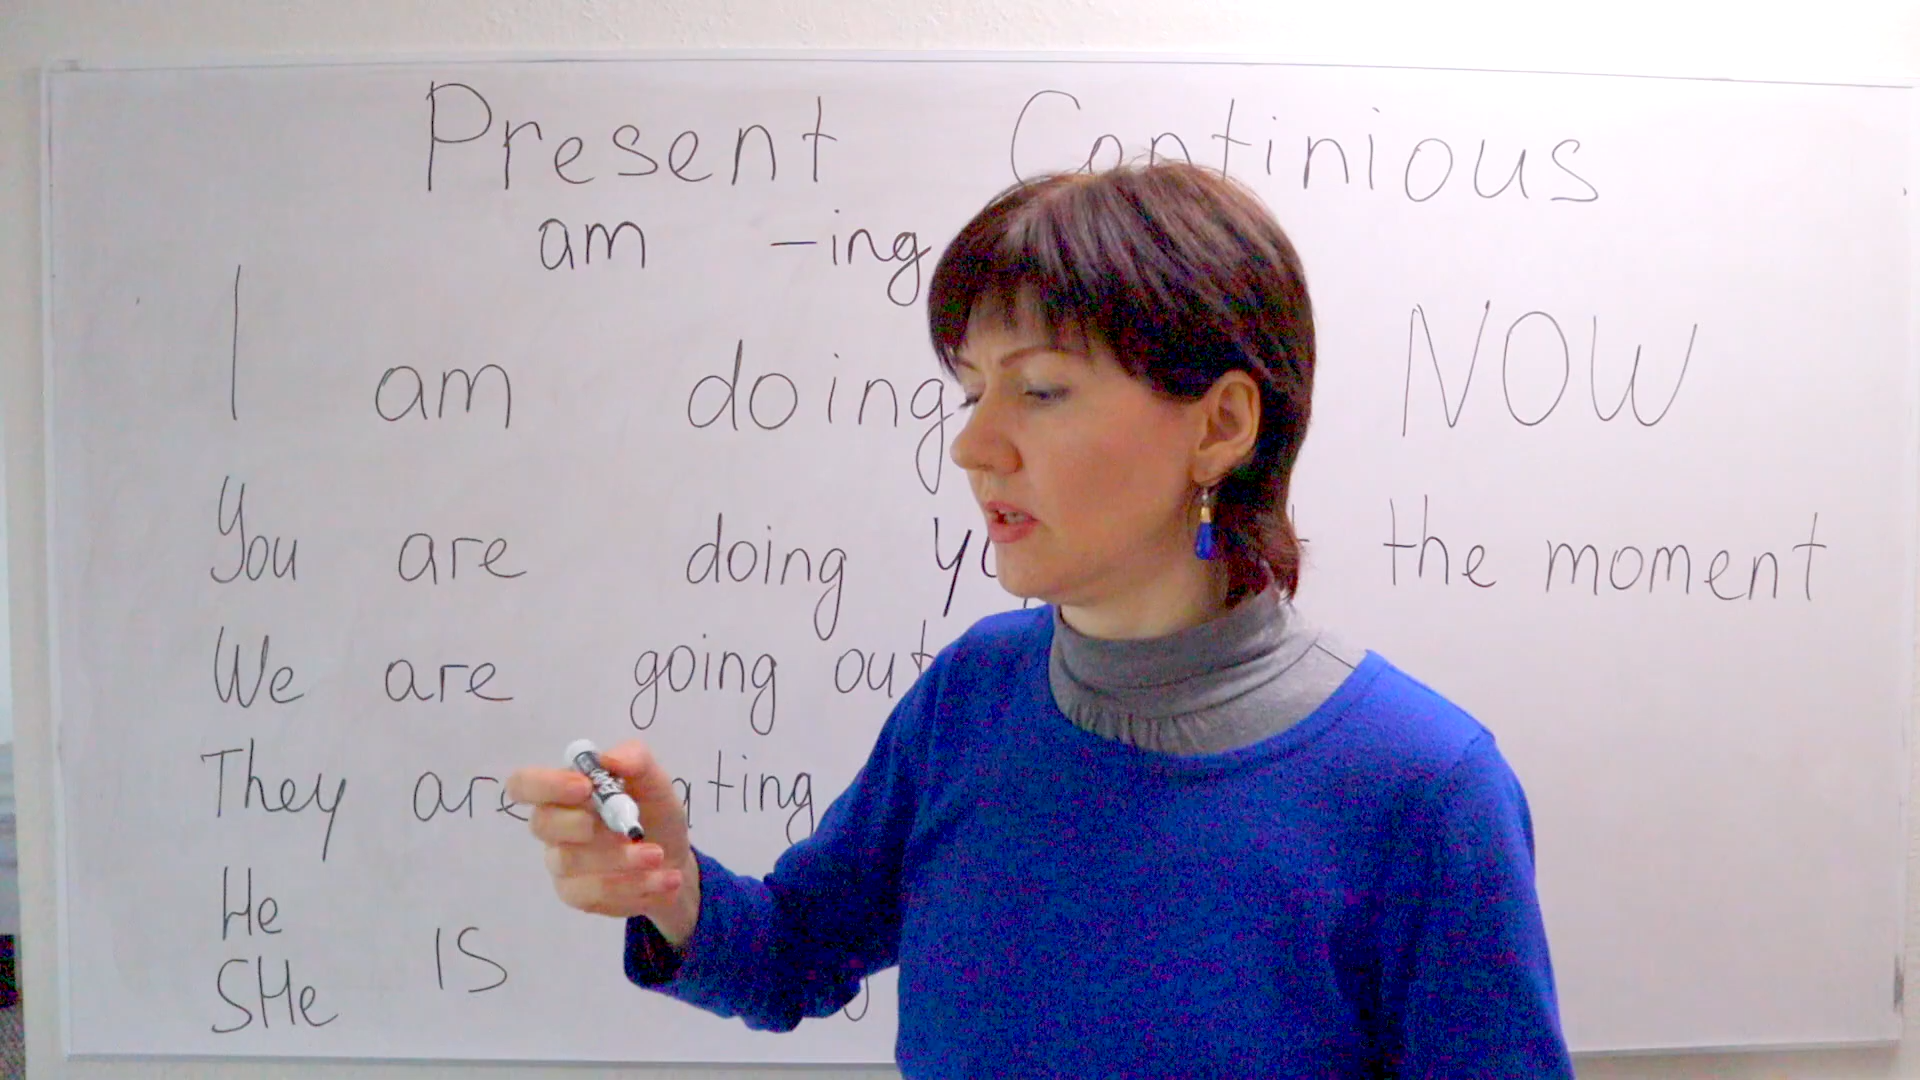 Present Continious
am -ing
I am doing NOW
You are doing the moment
We are going out
They are
He
SHe IS